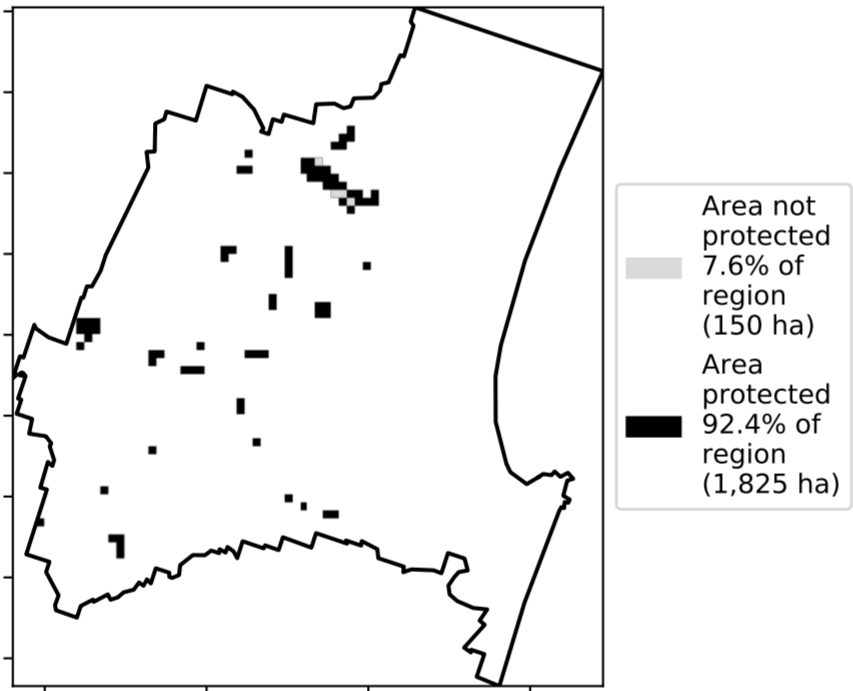 Area not
protected
7.6% of
region
(150 ha)
Area
protected
92.4% of
region
(1,825 ha)